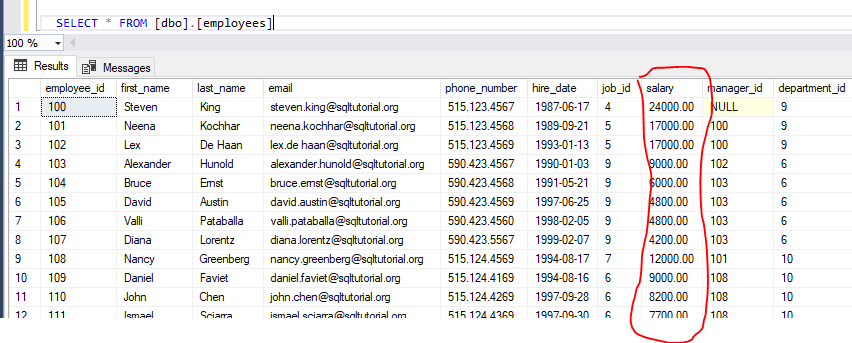 SELECT * FROM [dbo].[employees]
100 %
Results Messages
employee_id first_name last_name email phone_number hire_date job_id salary manager_id department_id
1 100 Steven King steven.king@sqltutorial.org 515.123.4567 1987-06-17 4 24000.00 NULL 9
2 101 Neena Kochhar neena.kochhar@sqltutorial.org 515.123.4568 1989-09-21 5 17000.00 100 9
3 102 Lex De Haan lex.de haan@sqltutorial.org 515.123.4569 1993-01-13 5 17000.00 100 9
4 103 Alexander Hunold alexander.hunold@sqltutorial.org 590.423.4567 1990-01-03 9 9000.00 102 6
5 104 Bruce Ernst bruce.ernst@sqltutorial.org 590.423.4568 1991-05-21 9 6000.00 103 6
6 105 David Austin david.austin@sqltutorial.org 590.423.4569 1997-06-25 9 4800.00 103 6
7 106 Valli Pataballa valli.pataballa@sqltutorial.org 590.423.4560 1998-02-05 9 4800.00 103 6
8 107 Diana Lorentz diana.lorentz@sqltutorial.org 590.423.5567 1999-02-07 9 4200.00 103 6
9 108 Nancy Greenberg nancy.greenberg@sqltutorial.org 515.124.4569 1994-08-17 7 12000.00 101 10
10 109 Daniel Faviet daniel.faviet@sqltutorial.org 515.124.4169 1994-08-16 6 9000.00 108 10
11 110 John Chen john.chen@sqltutorial.org 515.124.4269 1997-09-28 6 8200.00 108 10
12 111 Ismael Sciarra ismael.sciarra@sqltutorial.org 515.124.4369 1997-09-30 6 7700.00 108 10